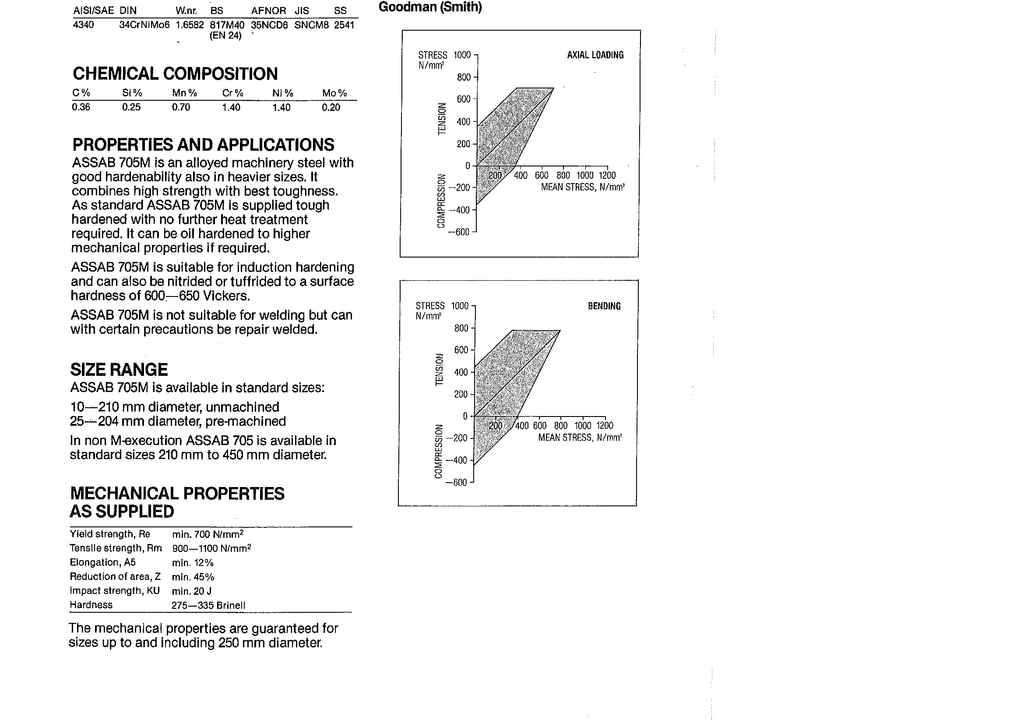 AISI/SAE DIN W.nr. BS AFNOR JIS SS
4340 34CrNiMo6 1.6582 817M40 35NCD6 SNCM8 2541
(EN 24)
CHEMICAL COMPOSITION
C% Si% Mn% Cr% Ni% Mo%
0.36 0.25 0.70 1.40 1.40 0.20
PROPERTIES AND APPLICATIONS
ASSAB 705M is an alloyed machinery steel with
good hardenability also in heavier sizes. It
combines high strength with best toughness.
As standard ASSAB 705M is supplied tough
hardened with no further heat treatment
required. It can be oil hardened to higher
mechanical properties if required.
ASSAB 705M is suitable for induction hardening
and can also be nitrided or tuffrided to a surface
hardness of 600—650 Vickers.
ASSAB 705M is not suitable for welding but can
with certain precautions be repair welded.
SIZE RANGE
ASSAB 705M is available in standard sizes:
10—210 mm diameter, unmachined
25—204 mm diameter, pre-machined
In non M-execution ASSAB 705 is available in
standard sizes 210 mm to 450 mm diameter.
MECHANICAL PROPERTIES
AS SUPPLIED
Yield strength, Re min. 700 N/mm²
Tensile strength, Rm 900—1100 N/mm²
Elongation, A5 min. 12%
Reduction of area, Z min. 45%
Impact strength, KU min. 20 J
Hardness 275—335 Brinell
The mechanical properties are guaranteed for
sizes up to and including 250 mm diameter.
Goodman (Smith)
STRESS 1000 AXIAL LOADING
N/mm²
800
600
400
200
0
—200
—400
—600
TENSION
COMPRESSION
200 400 600 800 1000 1200
MEAN STRESS, N/mm²
STRESS 1000 BENDING
N/mm²
800
600
400
200
0
—200
—400
—600
TENSION
COMPRESSION
200 400 600 800 1000 1200
MEAN STRESS, N/mm²